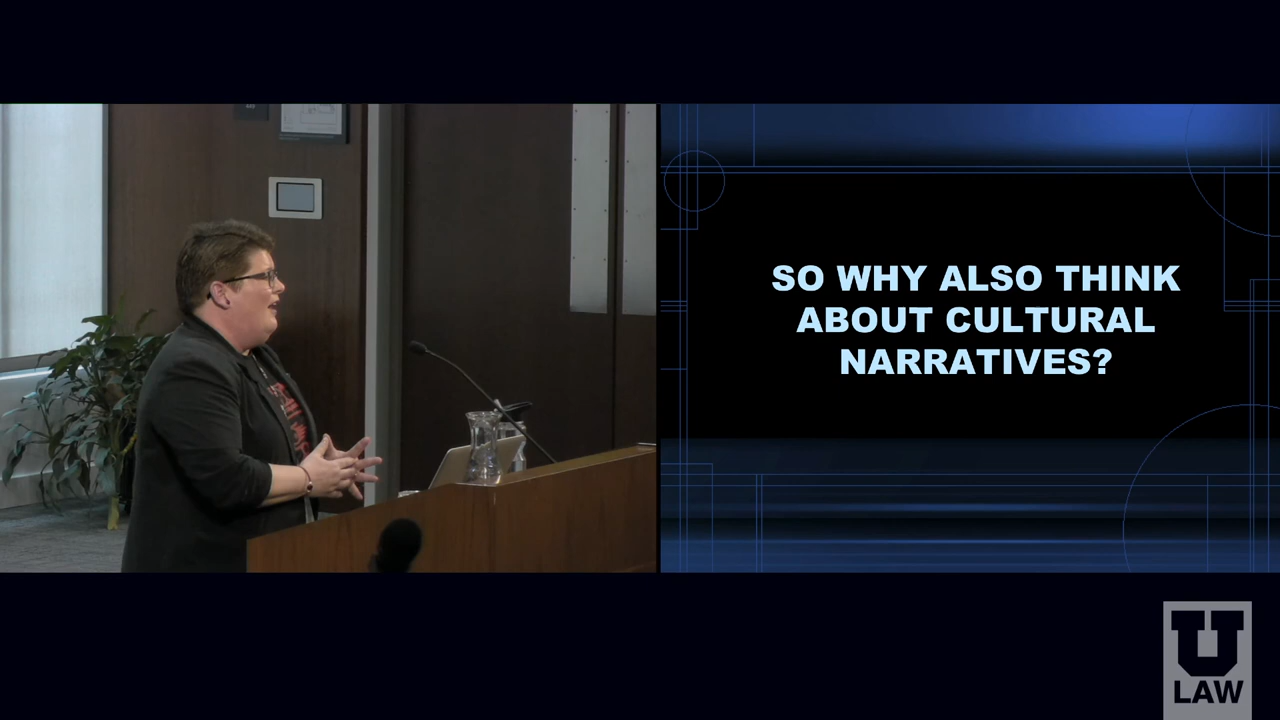 SO WHY ALSO THINK
ABOUT CULTURAL
NARRATIVES?
U
LAW